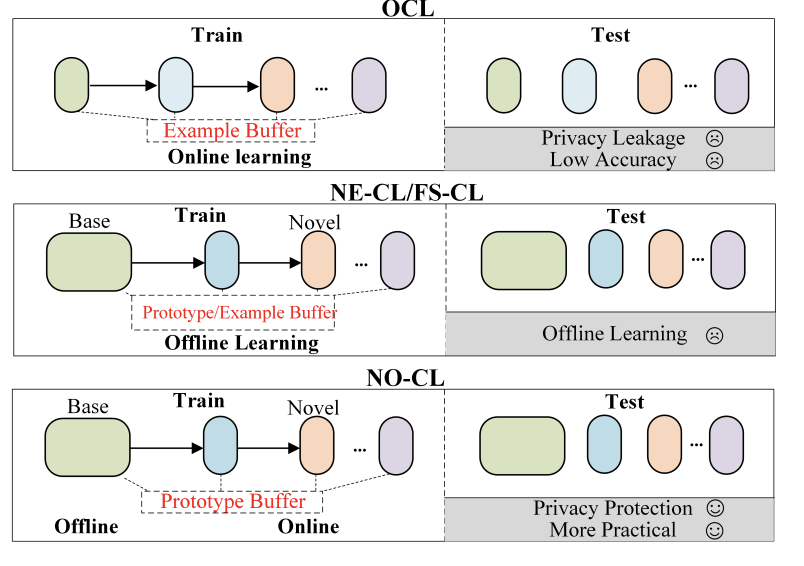 OCL
Train
Test
...
...
Example Buffer
Online learning
Privacy Leakage
Low Accuracy
NE-CL/FS-CL
Base
Train
Novel
Test
...
...
Prototype/Example Buffer
Offline Learning
Offline Learning
NO-CL
Base
Train
Novel
Test
...
...
Prototype Buffer
Offline
Online
Privacy Protection
More Practical